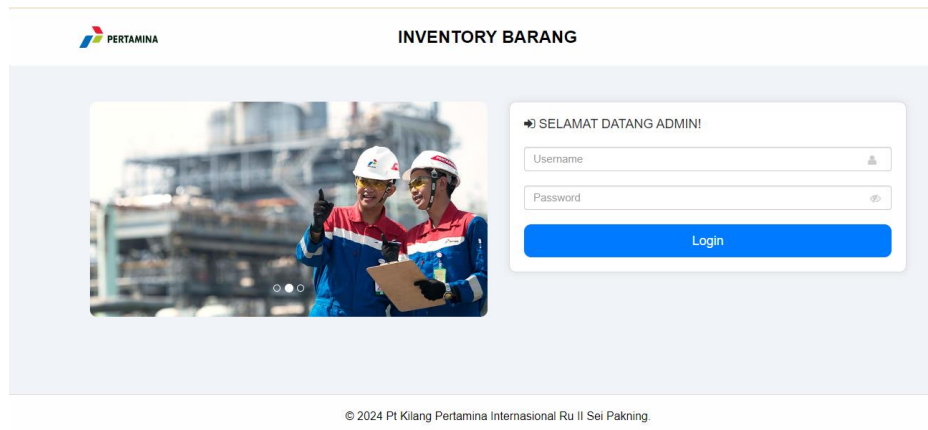 PERTAMINA
INVENTORY BARANG
SELAMAT DATANG ADMIN!
Username
Password
Login
© 2024 Pt Kilang Pertamina Internasional Ru II Sei Pakning.